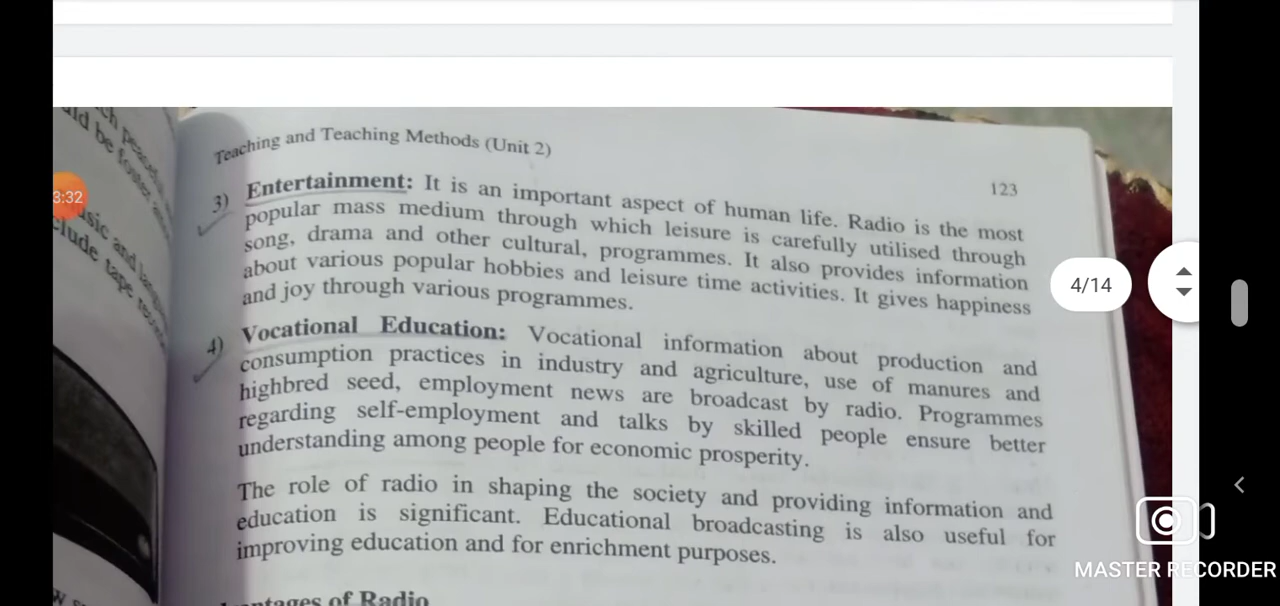 Teaching and Teaching Methods (Unit 2)
123
3) Entertainment: It is an important aspect of human life. Radio is the most
popular mass medium through which leisure is carefully utilised through
song, drama and other cultural, programmes. It also provides information
about various popular hobbies and leisure time activities. It gives happiness
and joy through various programmes.
4) Vocational Education: Vocational information about production and
consumption practices in industry and agriculture, use of manures and
highbred seed, employment news are broadcast by radio. Programmes
regarding self-employment and talks by skilled people ensure better
understanding among people for economic prosperity.
The role of radio in shaping the society and providing information and
education is significant. Educational broadcasting is also useful for
improving education and for enrichment purposes.
of Radio
3:32
4/14
MASTER RECORDER